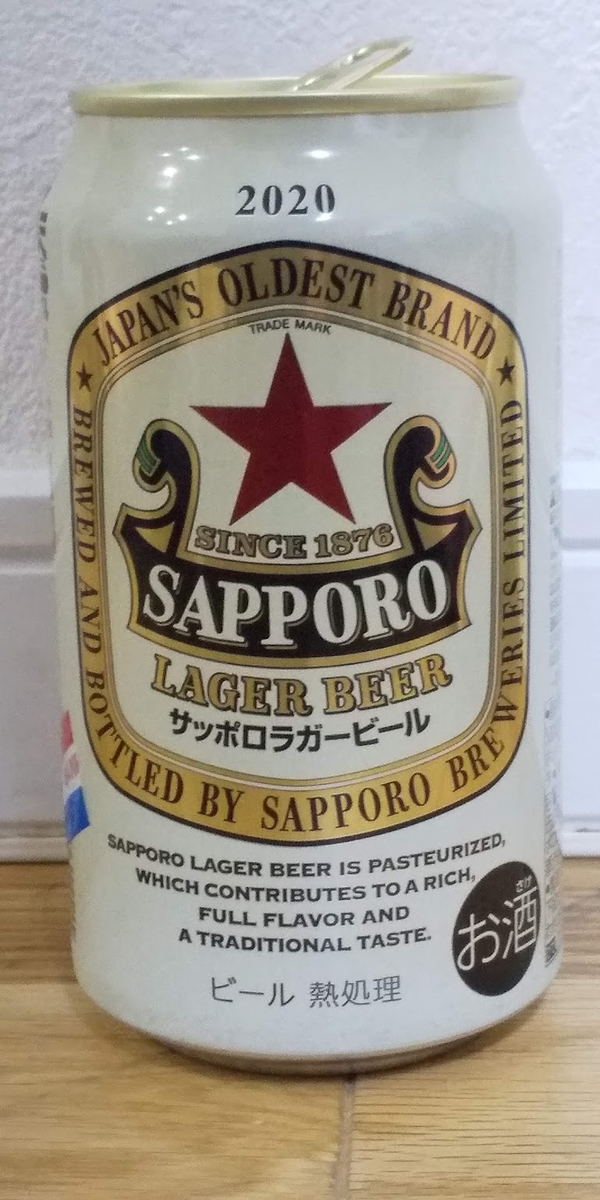 2020
JAPAN'S OLDEST BRAND
TRADE MARK
SINCE 1876
SAPPORO
LAGER BEER
サッポロラガービール
BREWED AND BOTTLED BY SAPPORO BREWERIES LIMITED
SAPPORO LAGER BEER IS PASTEURIZED,
WHICH CONTRIBUTES TO A RICH,
FULL FLAVOR AND
A TRADITIONAL TASTE.
さけ
お酒
ビール 熱処理